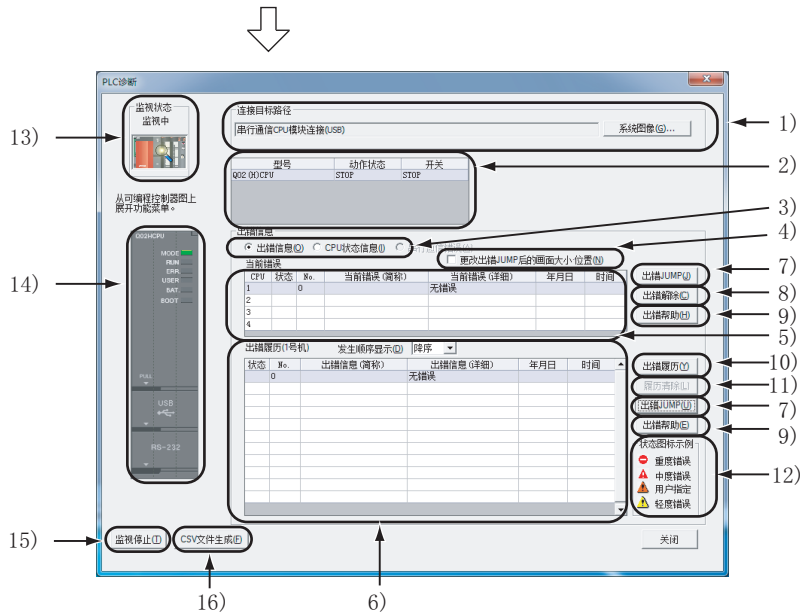 PLC诊断
监视状态
监视中
13)
连接目标路径
串行通信CPU模块连接(USB)
系统图像(G)...
1)
型号 动作状态 开关
Q02(H)CPU STOP STOP
2)
从可编程控制器图上
展开功能菜单。
出错信息
出错信息(O) CPU状态信息(I)
3)
更改出错JUMP后的画面大小·位置(N)
4)
当前错误
CPU 状态 No. 当前错误(简称) 当前错误(详细) 年月日 时间
1 0 无错误
2
3
4
出错JUMP(J)
7)
出错解除(C)
8)
出错帮助(H)
9)
5)
Q02HCPU
MODE
RUN
ERR.
USER
BAT.
BOOT
PULL
USB
RS-232
14)
出错履历(1号机) 发生顺序显示(D) 降序
状态 No. 出错信息(简称) 出错信息(详细) 年月日 时间
0 无错误
出错履历(Y)
10)
履历清除(L)
11)
出错JUMP(U)
7)
出错帮助(E)
9)
状态图标示例
重度错误
中度错误
用户指定
轻度错误
12)
15)
监视停止(T)
CSV文件生成(F)
关闭
16)
6)